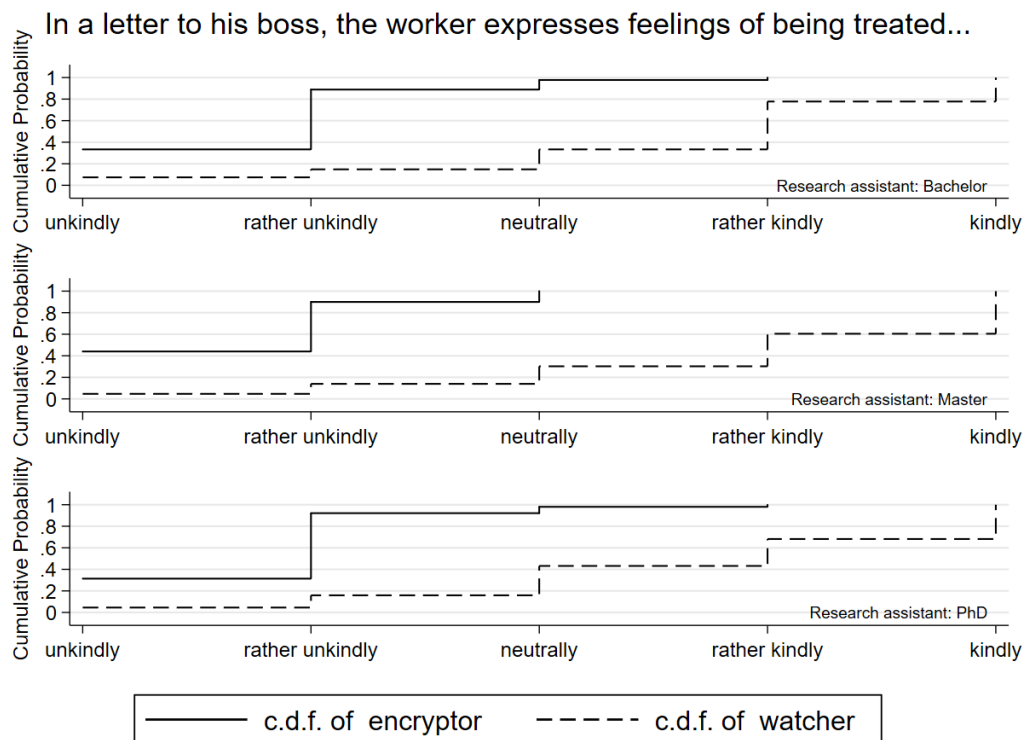 In a letter to his boss, the worker expresses feelings of being treated...
Cumulative Probability
1
.8
.6
.4
.2
0
Research assistant: Bachelor
unkindly rather unkindly neutrally rather kindly kindly
Cumulative Probability
1
.8
.6
.4
.2
0
Research assistant: Master
unkindly rather unkindly neutrally rather kindly kindly
Cumulative Probability
1
.8
.6
.4
.2
0
Research assistant: PhD
unkindly rather unkindly neutrally rather kindly kindly
c.d.f. of encryptor c.d.f. of watcher